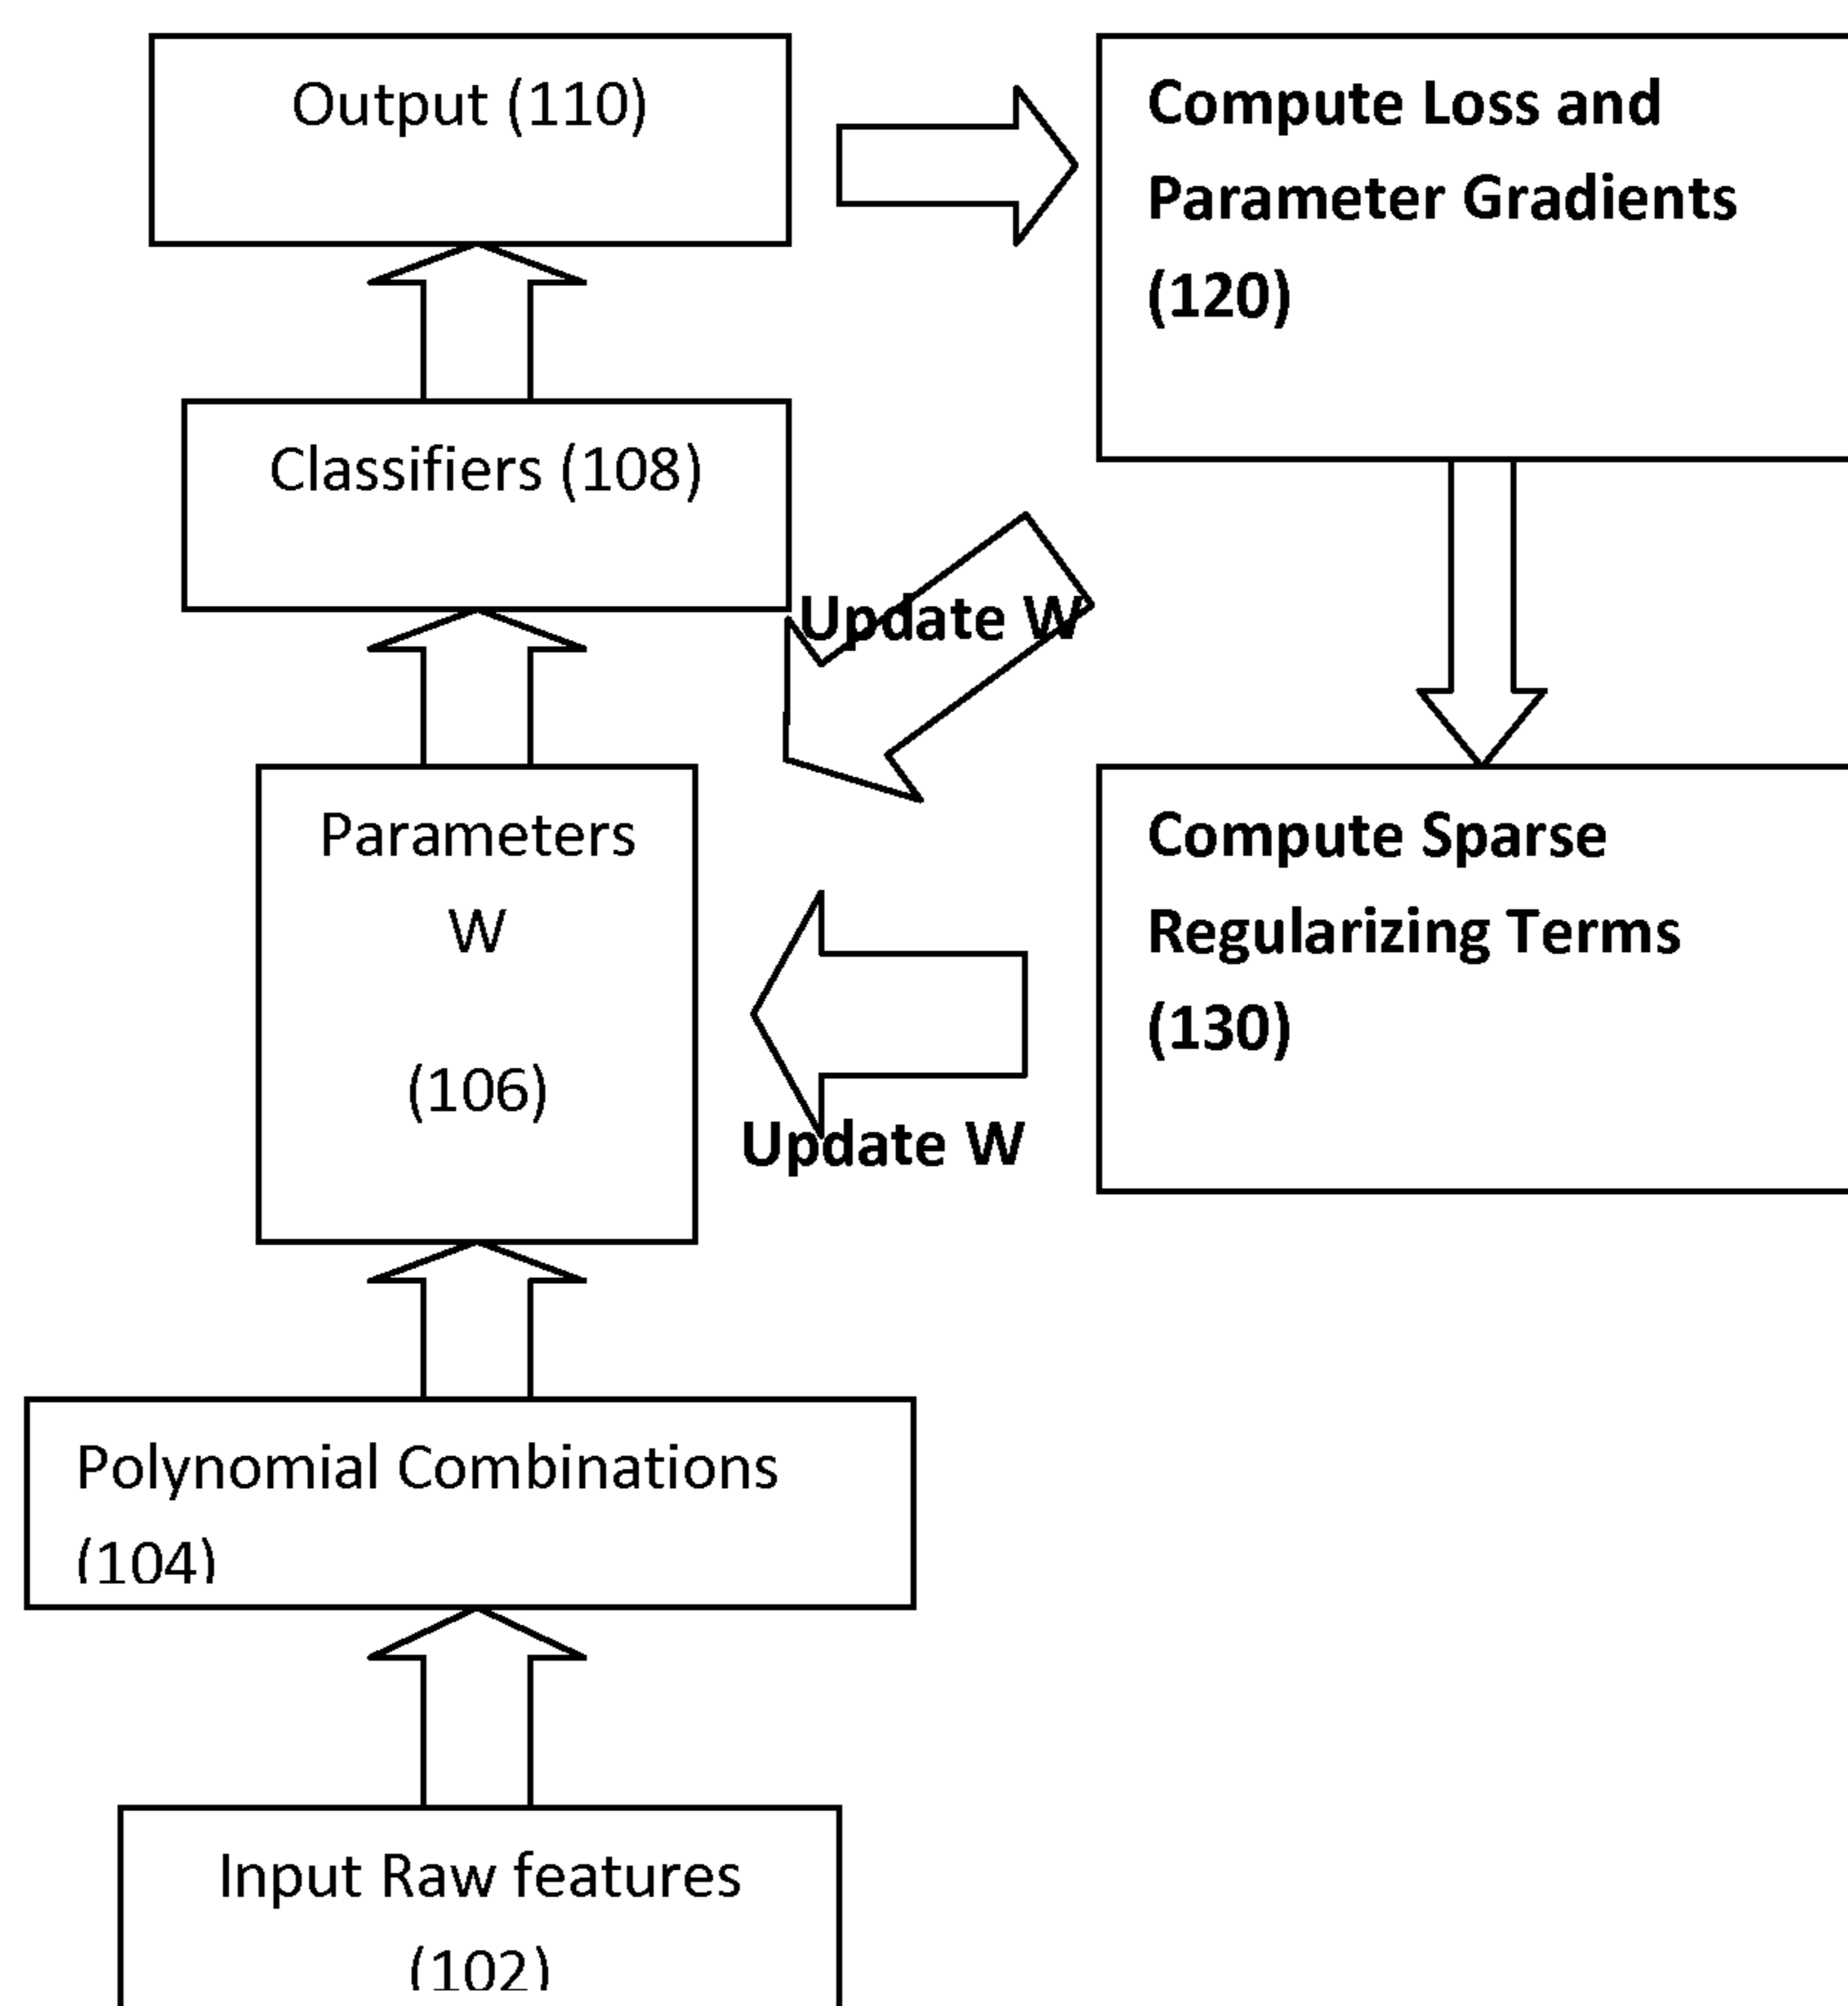 Output (110)
Compute Loss and
Parameter Gradients
(120)
Classifiers (108)
Update W
Parameters
W
(106)
Compute Sparse
Regularizing Terms
(130)
Update W
Polynomial Combinations
(104)
Input Raw features
(102)